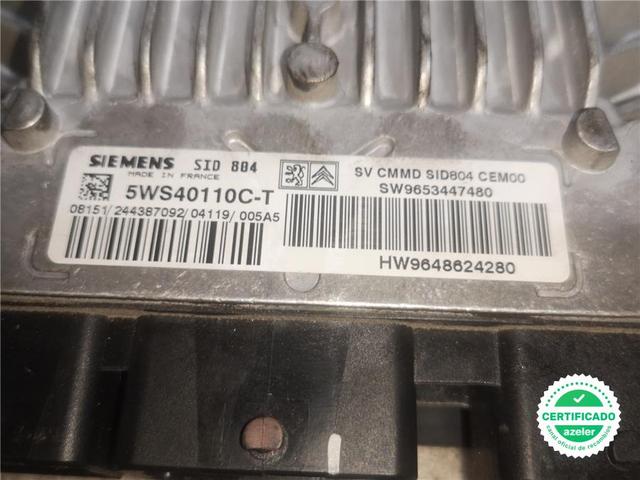 SIEMENS SID 804
MADE IN FRANCE
5WS40110C-T
08151/244387092/04119/005A5
SV CMMD SID804 CEM00
SW9653447480
HW9648624280
CERTIFICADO
azeler